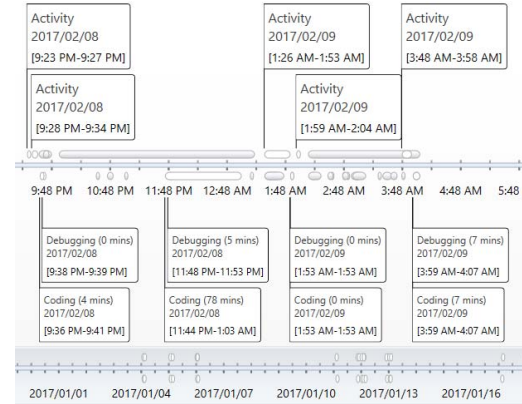 Activity
2017/02/08
[9:23 PM-9:27 PM]
Activity
2017/02/09
[1:26 AM-1:53 AM]
Activity
2017/02/09
[3:48 AM-3:58 AM]
Activity
2017/02/08
[9:28 PM-9:34 PM]
Activity
2017/02/09
[1:59 AM-2:04 AM]
9:48 PM 10:48 PM 11:48 PM 12:48 AM 1:48 AM 2:48 AM 3:48 AM 4:48 AM 5:48
Debugging (0 mins)
2017/02/08
[9:38 PM-9:39 PM]
Debugging (5 mins)
2017/02/08
[11:48 PM-11:53 PM]
Debugging (0 mins)
2017/02/09
[1:53 AM-1:53 AM]
Debugging (7 mins)
2017/02/09
[3:59 AM-4:07 AM]
Coding (4 mins)
2017/02/08
[9:36 PM-9:41 PM]
Coding (78 mins)
2017/02/08
[11:44 PM-1:03 AM]
Coding (0 mins)
2017/02/09
[1:53 AM-1:53 AM]
Coding (7 mins)
2017/02/09
[3:59 AM-4:07 AM]
2017/01/01 2017/01/04 2017/01/07 2017/01/10 2017/01/13 2017/01/16